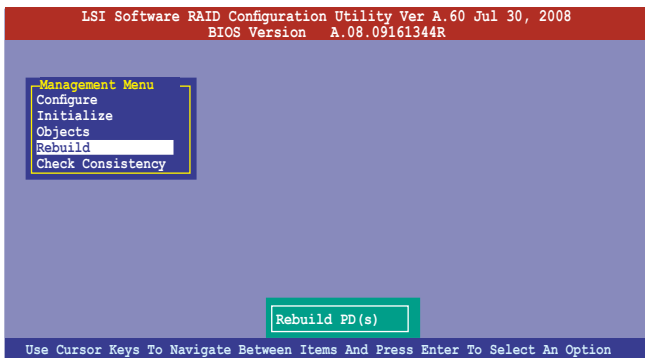 LSI Software RAID Configuration Utility Ver A.60 Jul 30, 2008
BIOS Version A.08.09161344R
Management Menu
Configure
Initialize
Objects
Rebuild
Check Consistency
Rebuild PD(s)
Use Cursor Keys To Navigate Between Items And Press Enter To Select An Option